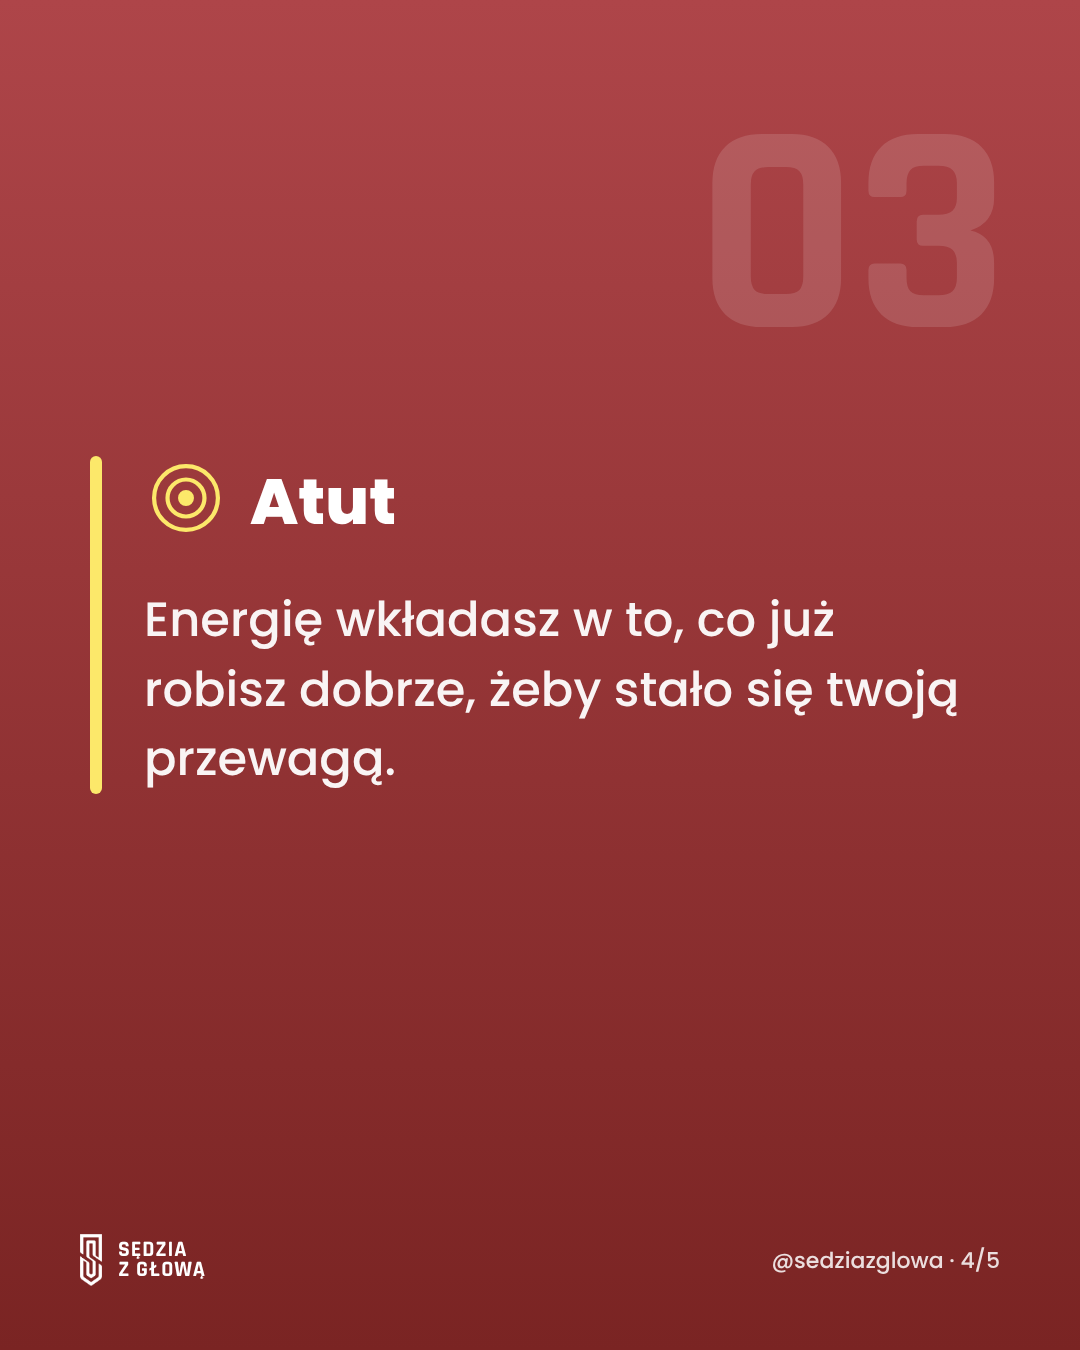 03
Atut
Energię wkładasz w to, co już
robisz dobrze, żeby stało się twoją
przewagą.
SĘDZIA
Z GŁOWĄ
@sedziazglowa · 4/5